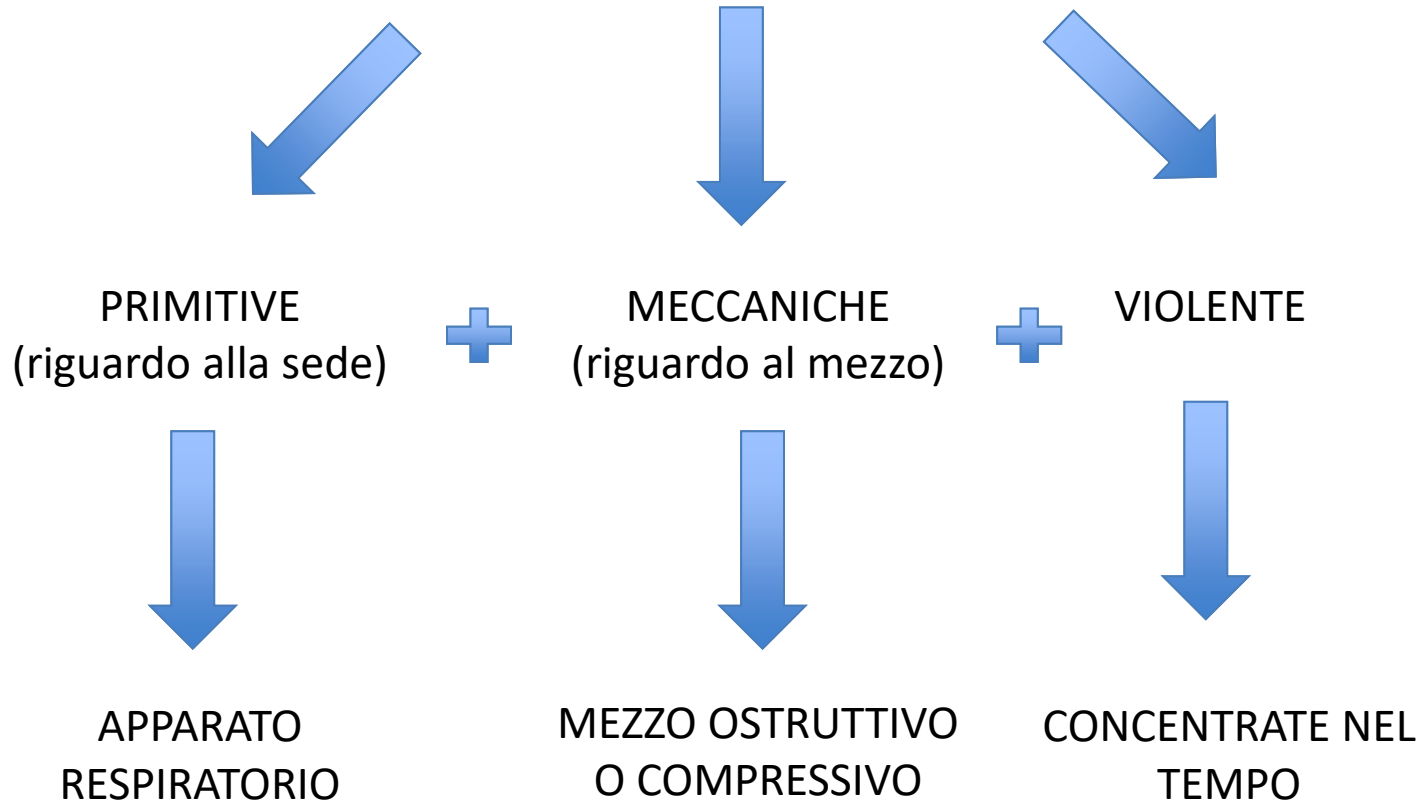 PRIMITIVE
(riguardo alla sede)
MECCANICHE
(riguardo al mezzo)
VIOLENTE
APPARATO
RESPIRATORIO
MEZZO OSTRUTTIVO
O COMPRESSIVO
CONCENTRATE NEL
TEMPO